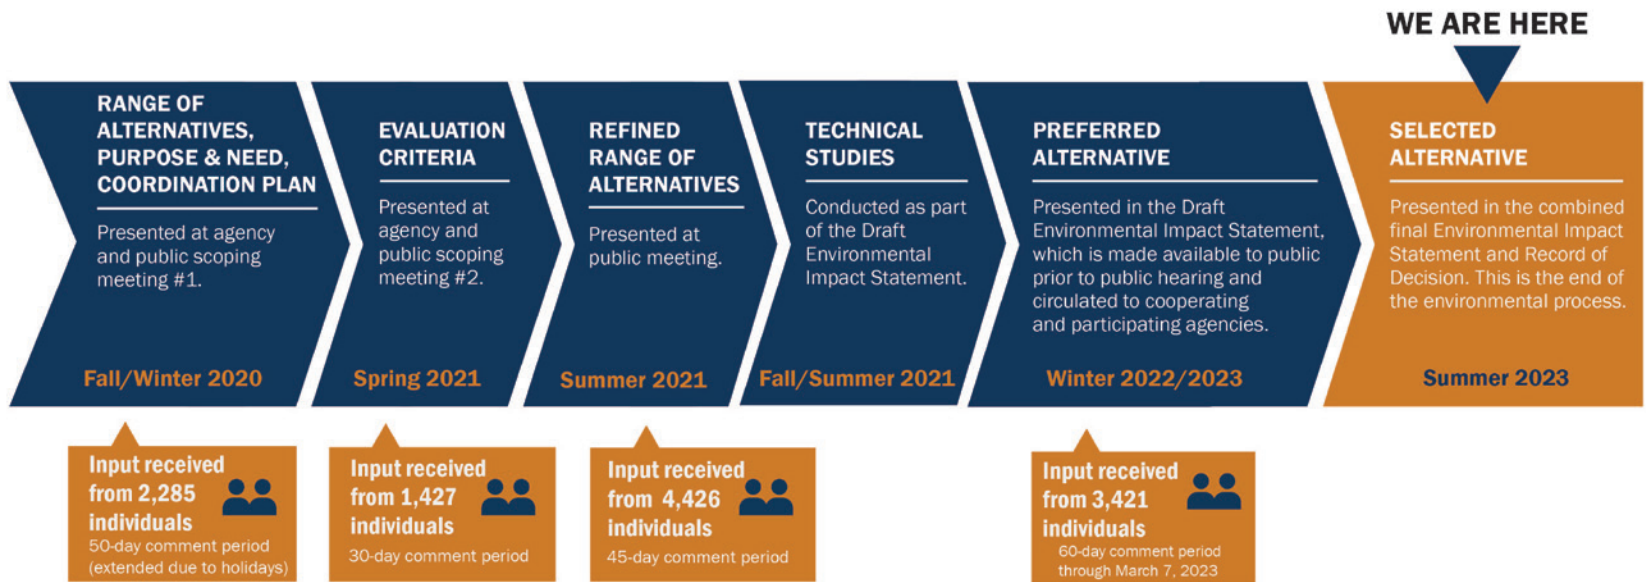 WE ARE HERE
RANGE OF
ALTERNATIVES,
PURPOSE & NEED,
COORDINATION PLAN
Presented at agency
and public scoping
meeting #1.
Fall/Winter 2020
EVALUATION
CRITERIA
Presented at
agency and
public scoping
meeting #2.
Spring 2021
REFINED
RANGE OF
ALTERNATIVES
Presented at
public meeting.
Summer 2021
TECHNICAL
STUDIES
Conducted as part
of the Draft
Environmental
Impact Statement.
Fall/Summer 2021
PREFERRED
ALTERNATIVE
Presented in the Draft
Environmental Impact Statement,
which is made available to public
prior to public hearing and
circulated to cooperating
and participating agencies.
Winter 2022/2023
SELECTED
ALTERNATIVE
Presented in the combined
final Environmental Impact
Statement and Record of
Decision. This is the end of
the environmental process.
Summer 2023
Input received
from 2,285
individuals
50-day comment period
(extended due to holidays)
Input received
from 1,427
individuals
30-day comment period
Input received
from 4,426
individuals
45-day comment period
Input received
from 3,421
individuals
60-day comment period
through March 7, 2023